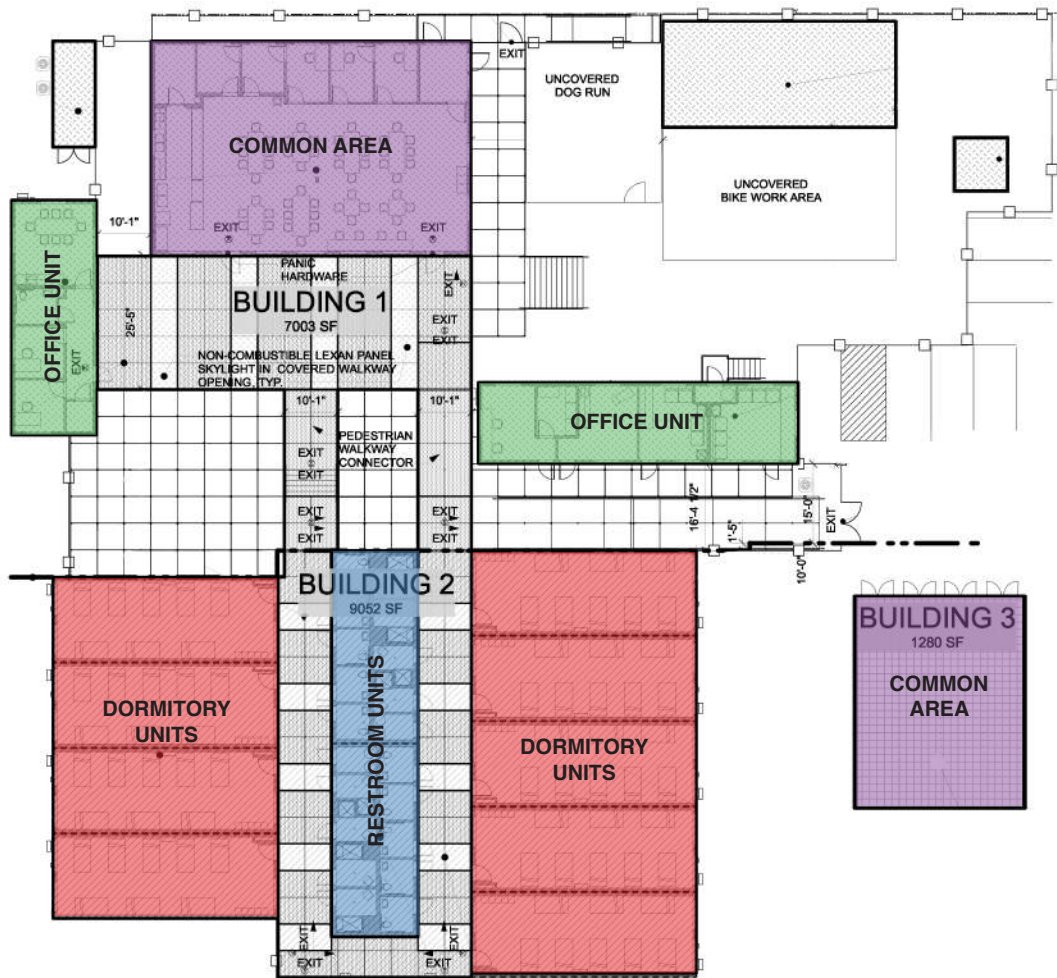 EXIT
UNCOVERED
DOG RUN
COMMON AREA
UNCOVERED
BIKE WORK AREA
10'-1"
EXIT
EXIT
OFFICE UNIT
EXIT
PANIC
HARDWARE
EXIT
BUILDING 1
7003 SF
25'-5"
EXIT
EXIT
NON-COMBUSTIBLE LEXAN PANEL
SKYLIGHT IN COVERED WALKWAY
OPENING, TYP.
10'-1"
10'-1"
OFFICE UNIT
PEDESTRIAN
WALKWAY
CONNECTOR
EXIT
EXIT
EXIT
EXIT
EXIT
EXIT
16'-4 1/2"
1'-5"
15'-0"
EXIT
10'-0"
BUILDING 2
9052 SF
BUILDING 3
1280 SF
COMMON
AREA
DORMITORY
UNITS
RESTROOM UNITS
DORMITORY
UNITS
EXIT
EXIT
EXIT
EXIT